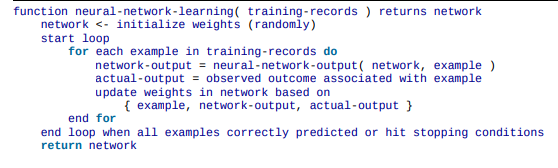 function neural-network-learning( training-records ) returns network
network <- initialize weights (randomly)
start loop
for each example in training-records do
network-output = neural-network-output( network, example )
actual-output = observed outcome associated with example
update weights in network based on
{ example, network-output, actual-output }
end for
end loop when all examples correctly predicted or hit stopping conditions
return network